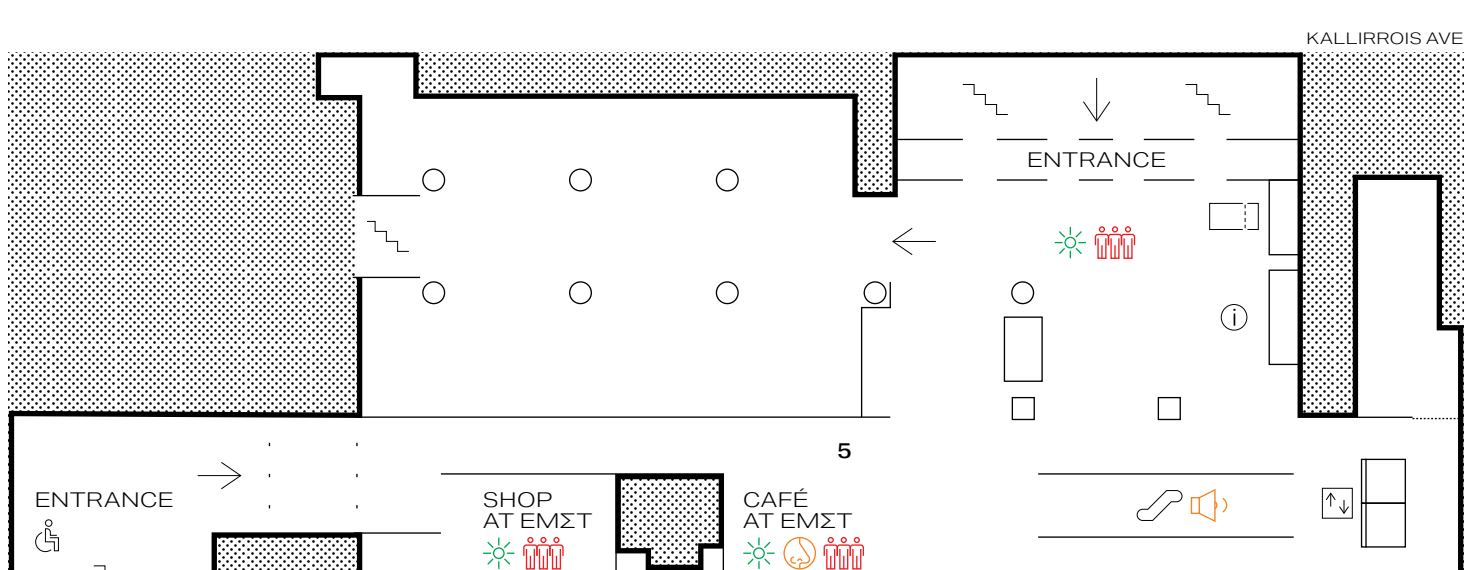 KALLIRROIS AVE
ENTRANCE
i
5
ENTRANCE
SHOP
AT ΕΜΣΤ
CAFÉ
AT ΕΜΣΤ